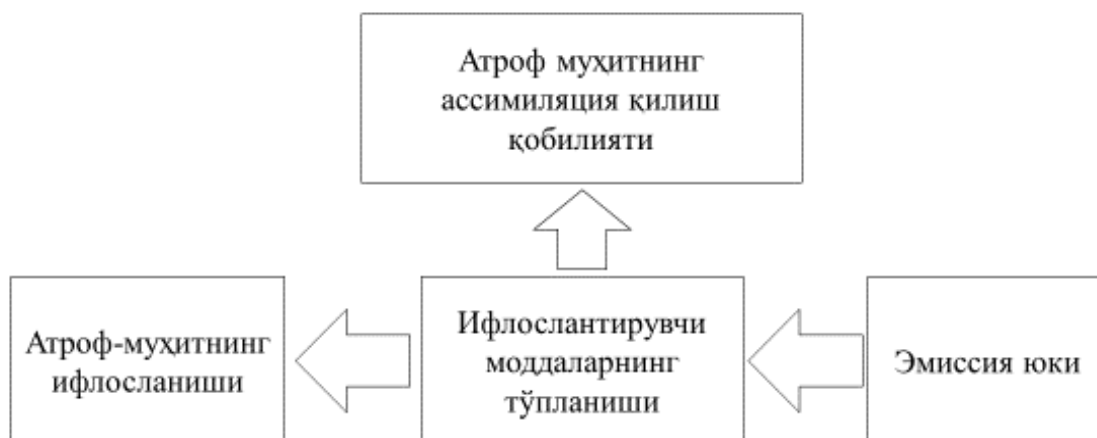 Атроф муҳитнинг
ассимиляция қилиш
қобилияти
Атроф-муҳитнинг
ифлосланиши
Ифлослантирувчи
моддаларнинг
тўпланиши
Эмиссия юки